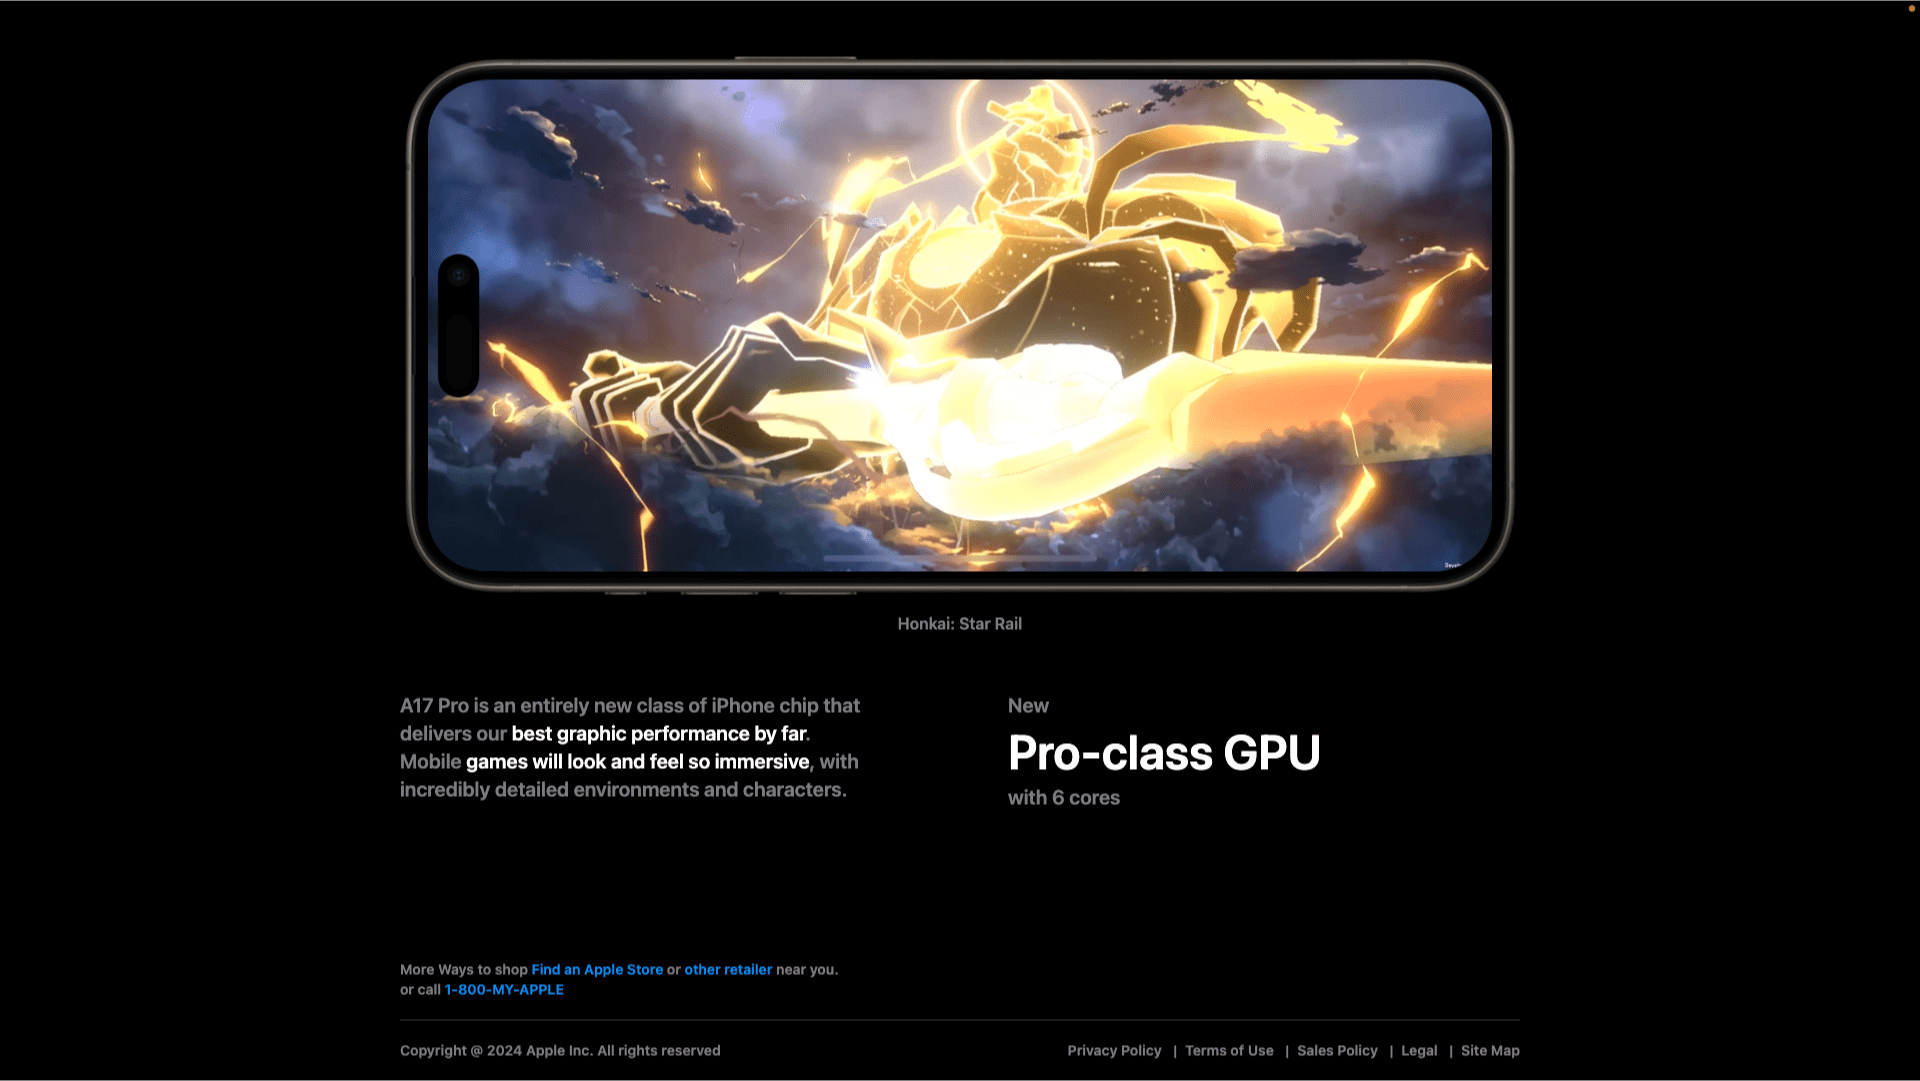 Honkai: Star Rail
A17 Pro is an entirely new class of iPhone chip that
delivers our best graphic performance by far.
Mobile games will look and feel so immersive, with
incredibly detailed environments and characters.
New
Pro-class GPU
with 6 cores
More Ways to shop Find an Apple Store or other retailer near you.
or call 1-800-MY-APPLE
Copyright @ 2024 Apple Inc. All rights reserved
Privacy Policy | Terms of Use | Sales Policy | Legal | Site Map